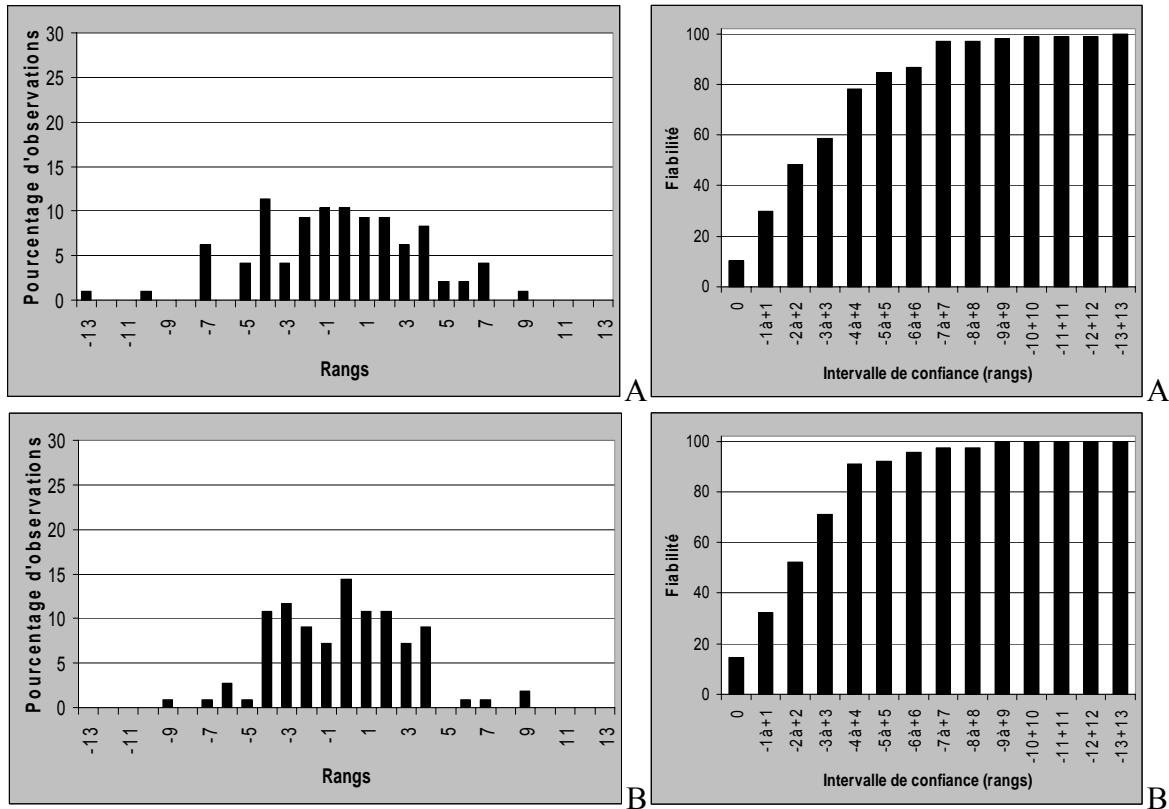 Pourcentage d'observations
30
25
20
15
10
5
0
-13
-11
-9
-7
-5
-3
-1
1
3
5
7
9
11
13
Rangs
A
Fiabilité
100
80
60
40
20
0
0
-1à+1
-2à+2
-3à+3
-4à+4
-5à+5
-6à+6
-7à+7
-8à+8
-9à+9
-10+10
-11+11
-12+12
-13+13
Intervalle de confiance (rangs)
A
Pourcentage d'observations
30
25
20
15
10
5
0
-13
-11
-9
-7
-5
-3
-1
1
3
5
7
9
11
13
Rangs
B
Fiabilité
100
80
60
40
20
0
0
-1à+1
-2à+2
-3à+3
-4à+4
-5à+5
-6à+6
-7à+7
-8à+8
-9à+9
-10+10
-11+11
-12+12
-13+13
Intervalle de confiance (rangs)
B